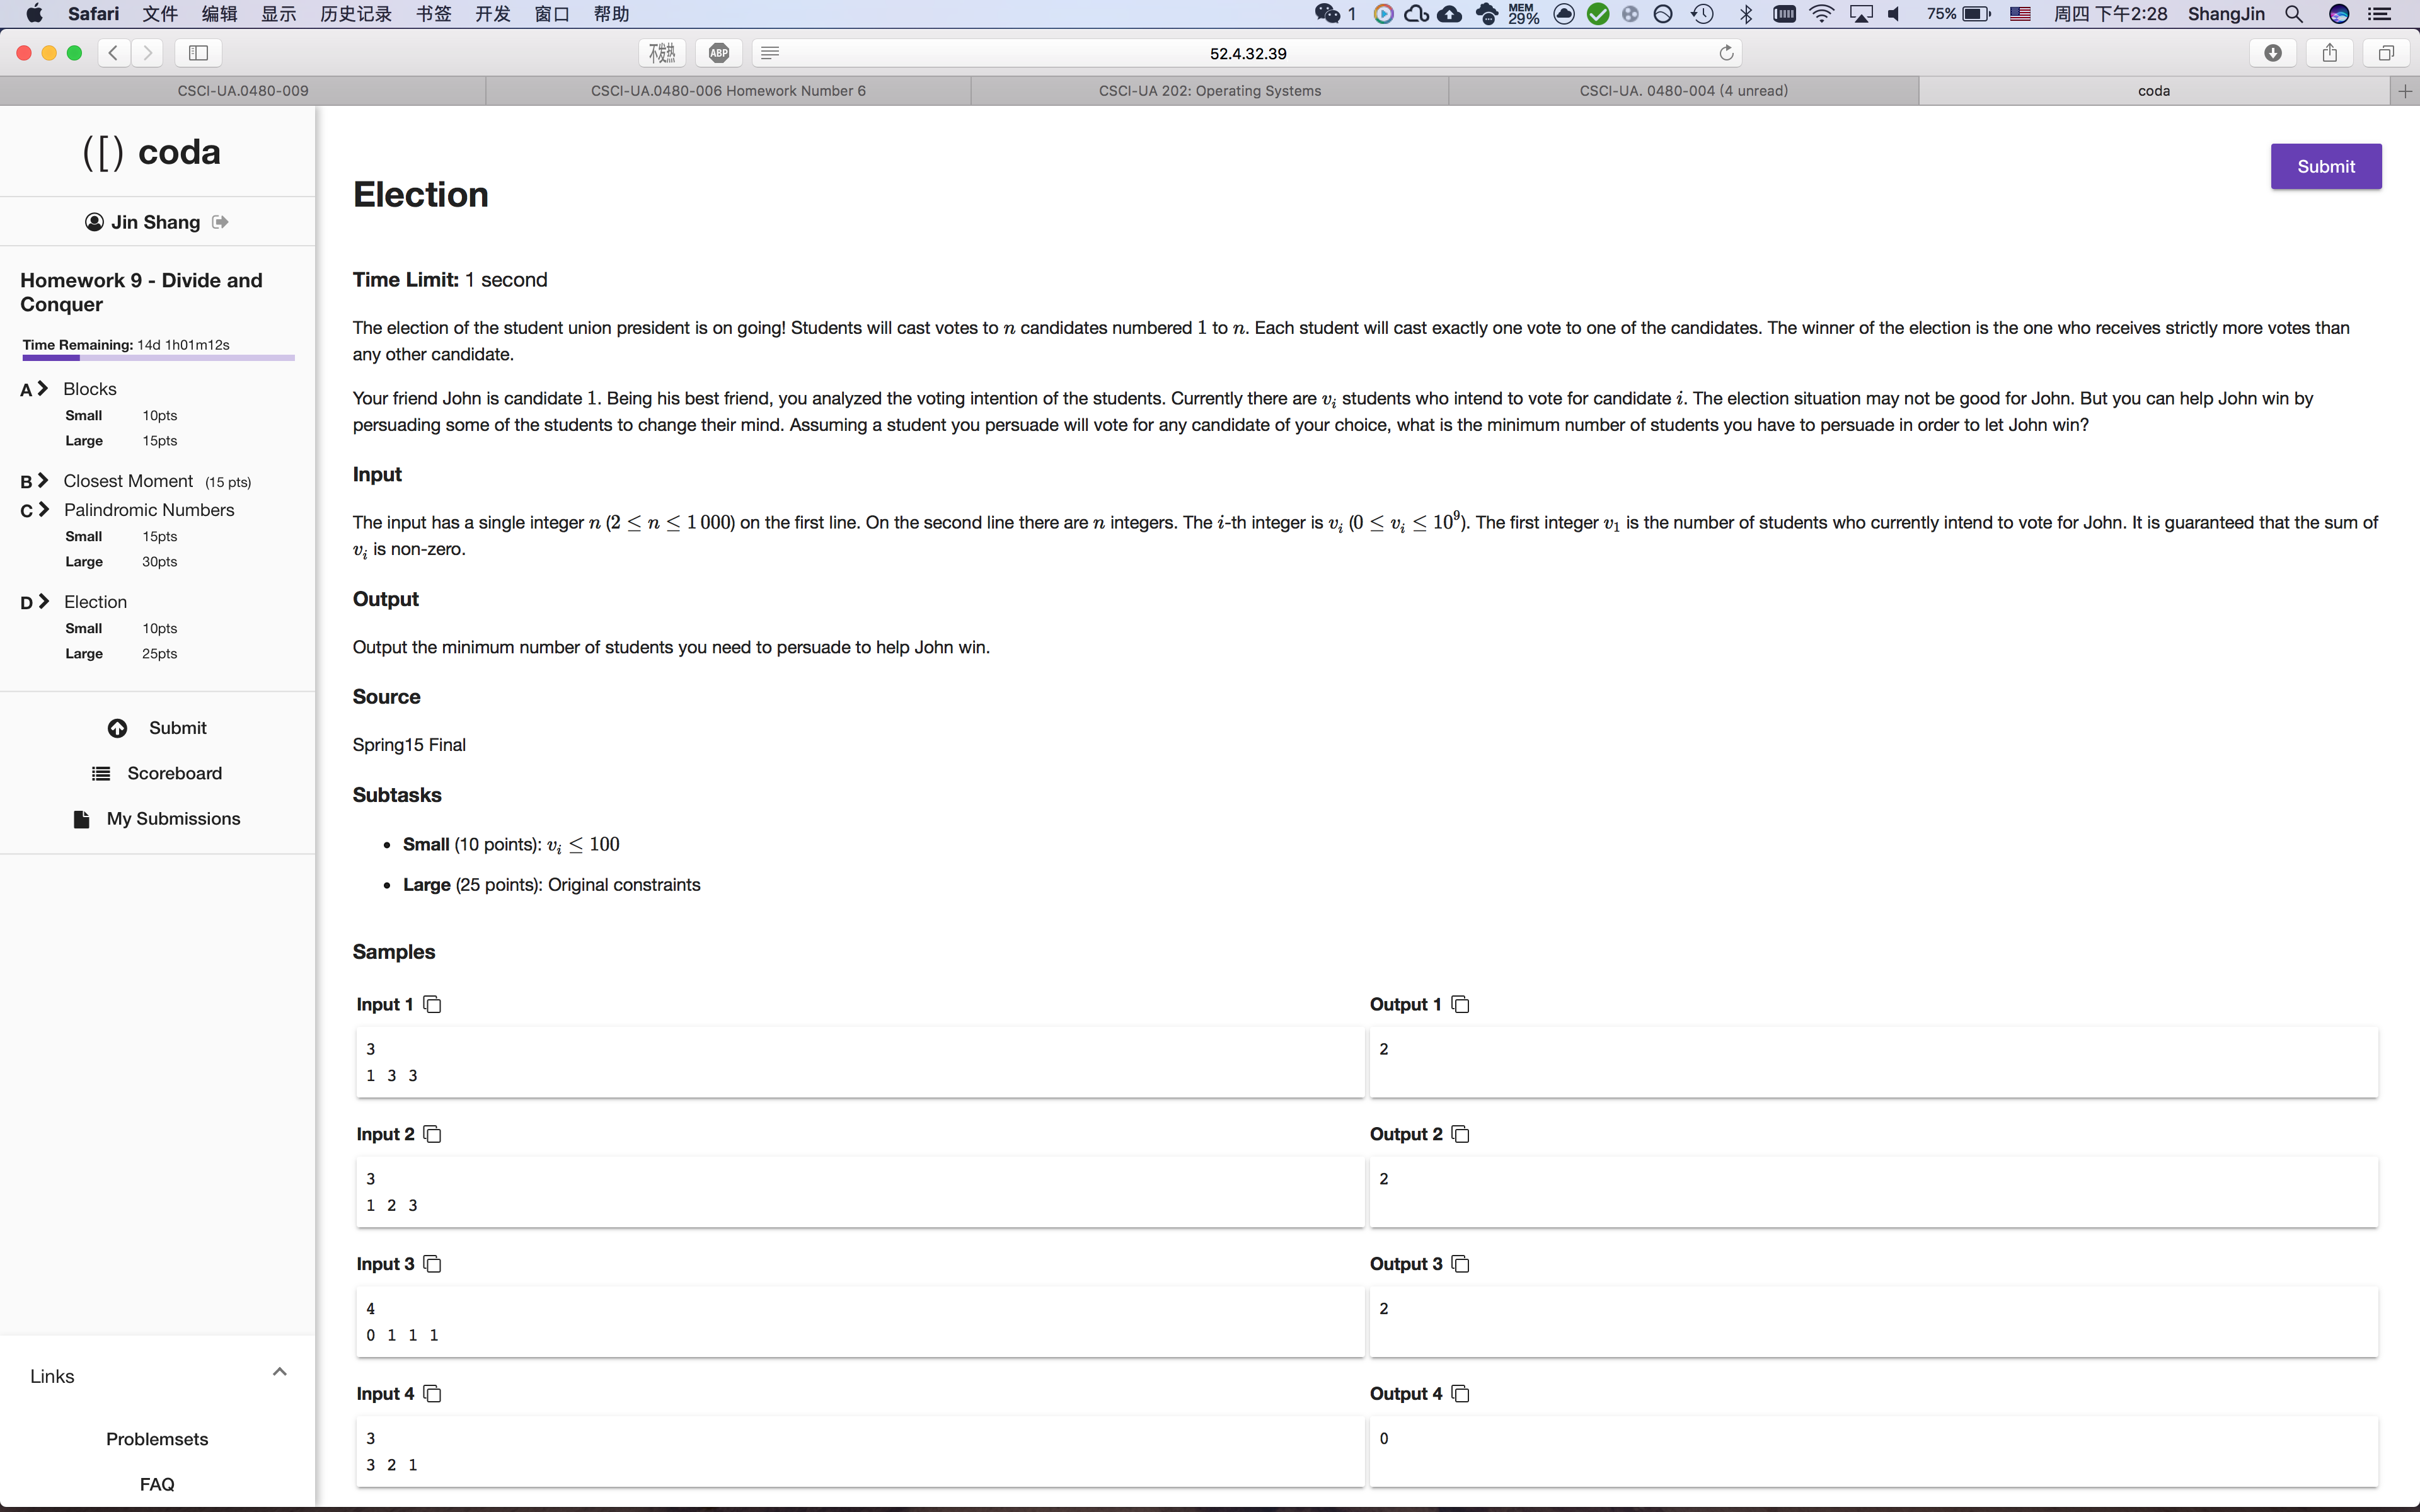 Safari 文件 编辑 显示 历史记录 书签 开发 窗口 帮助 1 MEM 29% 75% 周四 下午2:28 ShangJin
不发热 ABP 52.4.32.39
CSCI-UA.0480-009 CSCI-UA.0480-006 Homework Number 6 CSCI-UA 202: Operating Systems CSCI-UA. 0480-004 (4 unread) coda
([) coda
Jin Shang
Homework 9 - Divide and
Conquer
Time Remaining: 14d 1h01m12s
A Blocks
Small 10pts
Large 15pts
B Closest Moment (15 pts)
C Palindromic Numbers
Small 15pts
Large 30pts
D Election
Small 10pts
Large 25pts
Submit
Scoreboard
My Submissions
Links
Problemsets
FAQ
Submit
Election
Time Limit: 1 second
The election of the student union president is on going! Students will cast votes to n candidates numbered 1 to n. Each student will cast exactly one vote to one of the candidates. The winner of the election is the one who receives strictly more votes than
any other candidate.
Your friend John is candidate 1. Being his best friend, you analyzed the voting intention of the students. Currently there are vᵢ students who intend to vote for candidate i. The election situation may not be good for John. But you can help John win by
persuading some of the students to change their mind. Assuming a student you persuade will vote for any candidate of your choice, what is the minimum number of students you have to persuade in order to let John win?
Input
The input has a single integer n (2 ≤ n ≤ 1 000) on the first line. On the second line there are n integers. The i-th integer is vᵢ (0 ≤ vᵢ ≤ 10⁹). The first integer v₁ is the number of students who currently intend to vote for John. It is guaranteed that the sum of
vᵢ is non-zero.
Output
Output the minimum number of students you need to persuade to help John win.
Source
Spring15 Final
Subtasks
• Small (10 points): vᵢ ≤ 100
• Large (25 points): Original constraints
Samples
Input 1 Output 1
3 2
1 3 3
Input 2 Output 2
3 2
1 2 3
Input 3 Output 3
4 2
0 1 1 1
Input 4 Output 4
3 0
3 2 1